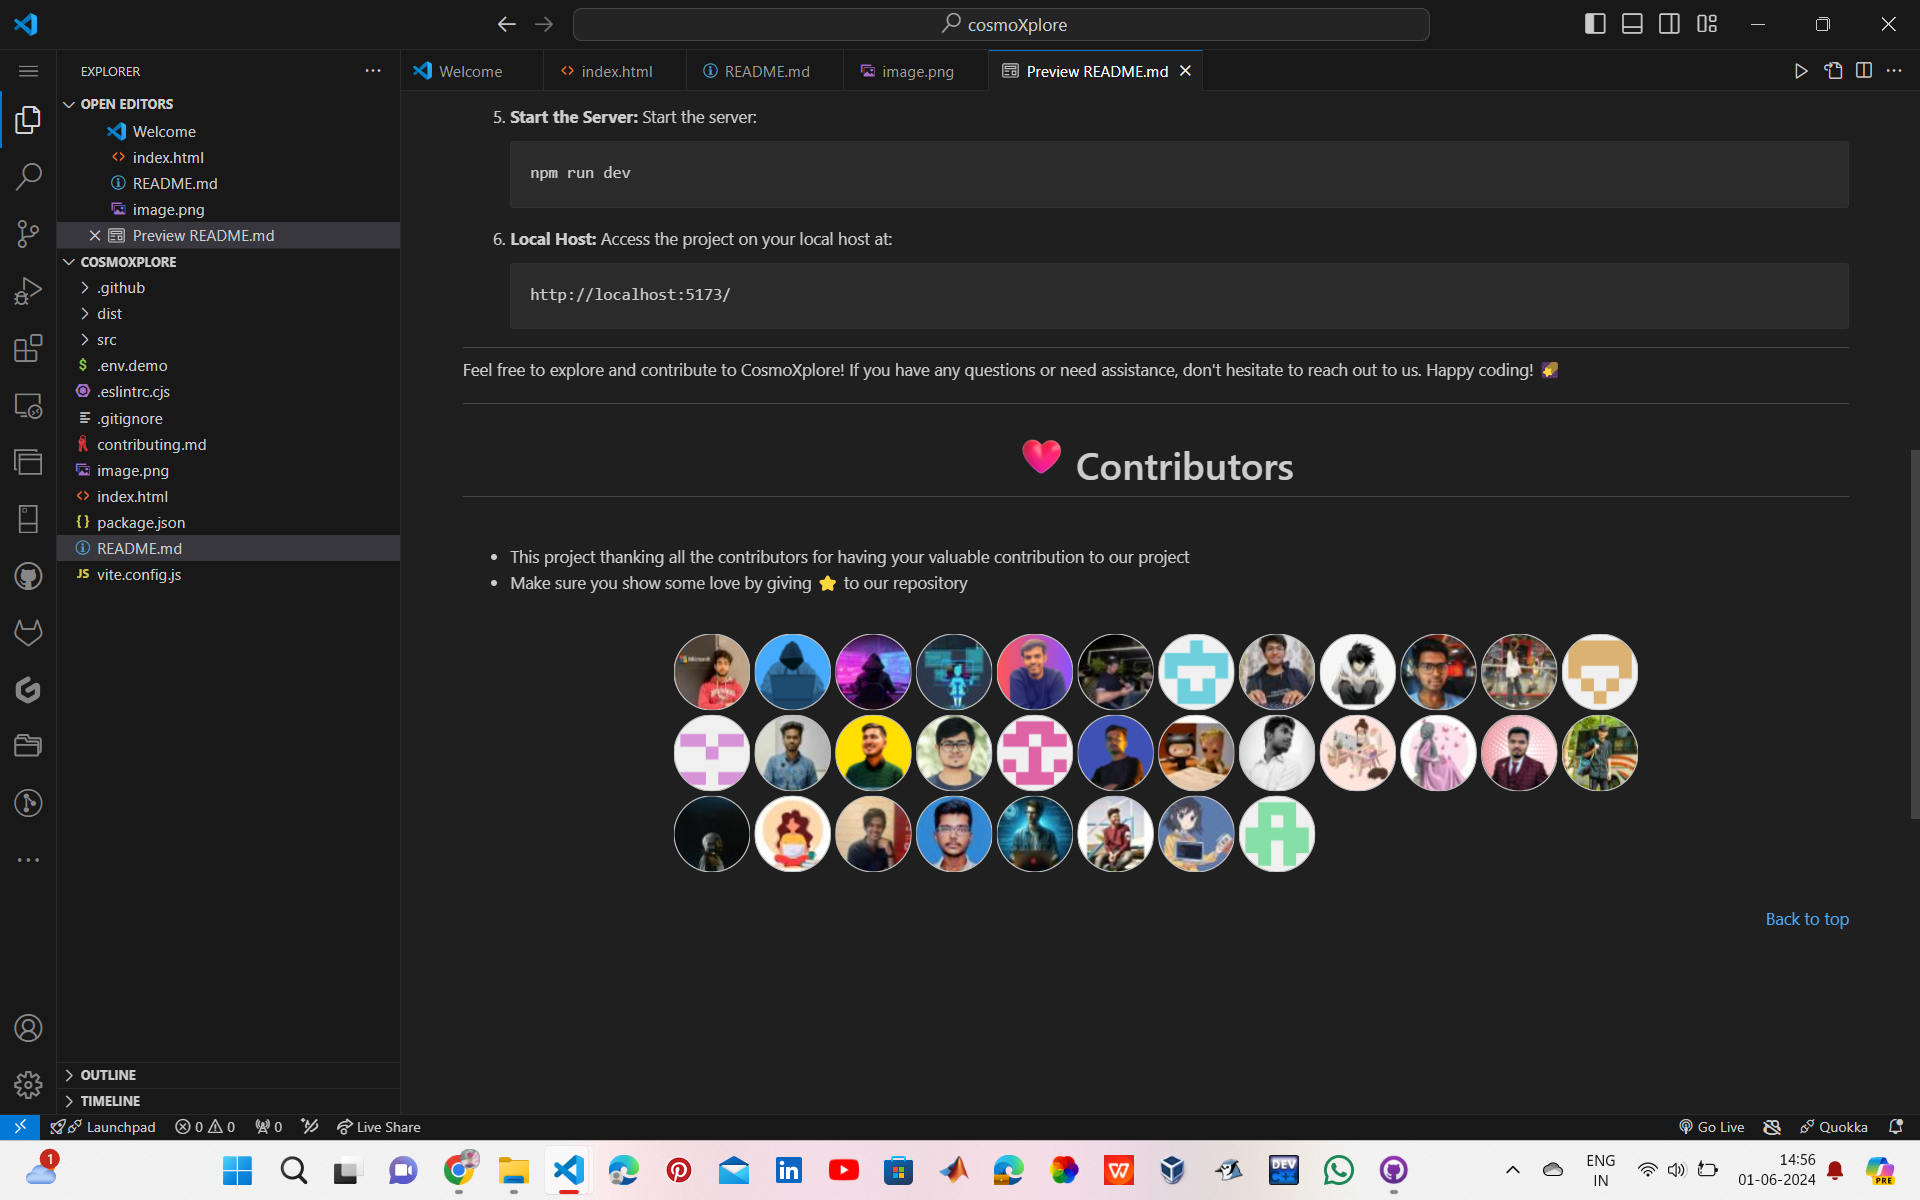 cosmoXplore
EXPLORER
Welcome
index.html
README.md
image.png
Preview README.md
OPEN EDITORS
Welcome
index.html
README.md
image.png
Preview README.md
COSMOXPLORE
.github
dist
src
.env.demo
.eslintrc.cjs
.gitignore
contributing.md
image.png
index.html
package.json
README.md
JS vite.config.js
OUTLINE
TIMELINE
5. Start the Server: Start the server:
npm run dev
6. Local Host: Access the project on your local host at:
http://localhost:5173/
Feel free to explore and contribute to CosmoXplore! If you have any questions or need assistance, don't hesitate to reach out to us. Happy coding! 🌠
💗 Contributors
• This project thanking all the contributors for having your valuable contribution to our project
• Make sure you show some love by giving ⭐ to our repository
Microsoft
Back to top
Launchpad 0 0 0 Live Share
Go Live Quokka
1
DEV
ENG
IN
14:56
01-06-2024
PRE